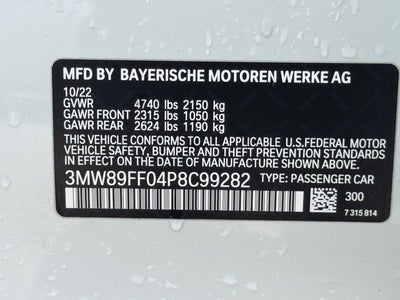 MFD BY BAYERISCHE MOTOREN WERKE AG
10/22
GVWR 4740 lbs 2150 kg
GAWR FRONT 2315 lbs 1050 kg
GAWR REAR 2624 lbs 1190 kg
THIS VEHICLE CONFORMS TO ALL APPLICABLE U.S.FEDERAL MOTOR
VEHICLE SAFETY, BUMPER AND THEFT PREVENTION STANDARDS IN
EFFECT ON THE DATE OF MANUFACTURE SHOWN ABOVE.
3MW89FF04P8C99282 TYPE: PASSENGER CAR
300
7 315 814